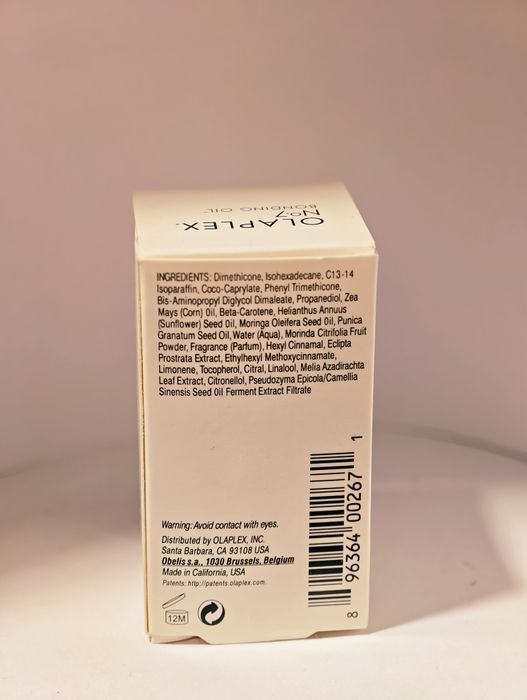 OLAPLEX.
Nº.7
BONDING OIL
INGREDIENTS: Dimethicone, Isohexadecane, C13-14
Isoparaffin, Coco-Caprylate, Phenyl Trimethicone,
Bis-Aminopropyl Diglycol Dimaleate, Propanediol, Zea
Mays (Corn) Oil, Beta-Carotene, Helianthus Annuus
(Sunflower) Seed Oil, Moringa Oleifera Seed Oil, Punica
Granatum Seed Oil, Water (Aqua), Morinda Citrifolia Fruit
Powder, Fragrance (Parfum), Hexyl Cinnamal, Eclipta
Prostrata Extract, Ethylhexyl Methoxycinnamate,
Limonene, Tocopherol, Citral, Linalool, Melia Azadirachta
Leaf Extract, Citronellol, Pseudozyma Epicola/Camellia
Sinensis Seed Oil Ferment Extract Filtrate
Warning: Avoid contact with eyes.
Distributed by OLAPLEX, INC.
Santa Barbara, CA 93108 USA
Obelis s.a., 1030 Brussels, Belgium
Made in California, USA
Patents: http://patents.olaplex.com.
12M
8 96364 00267 1